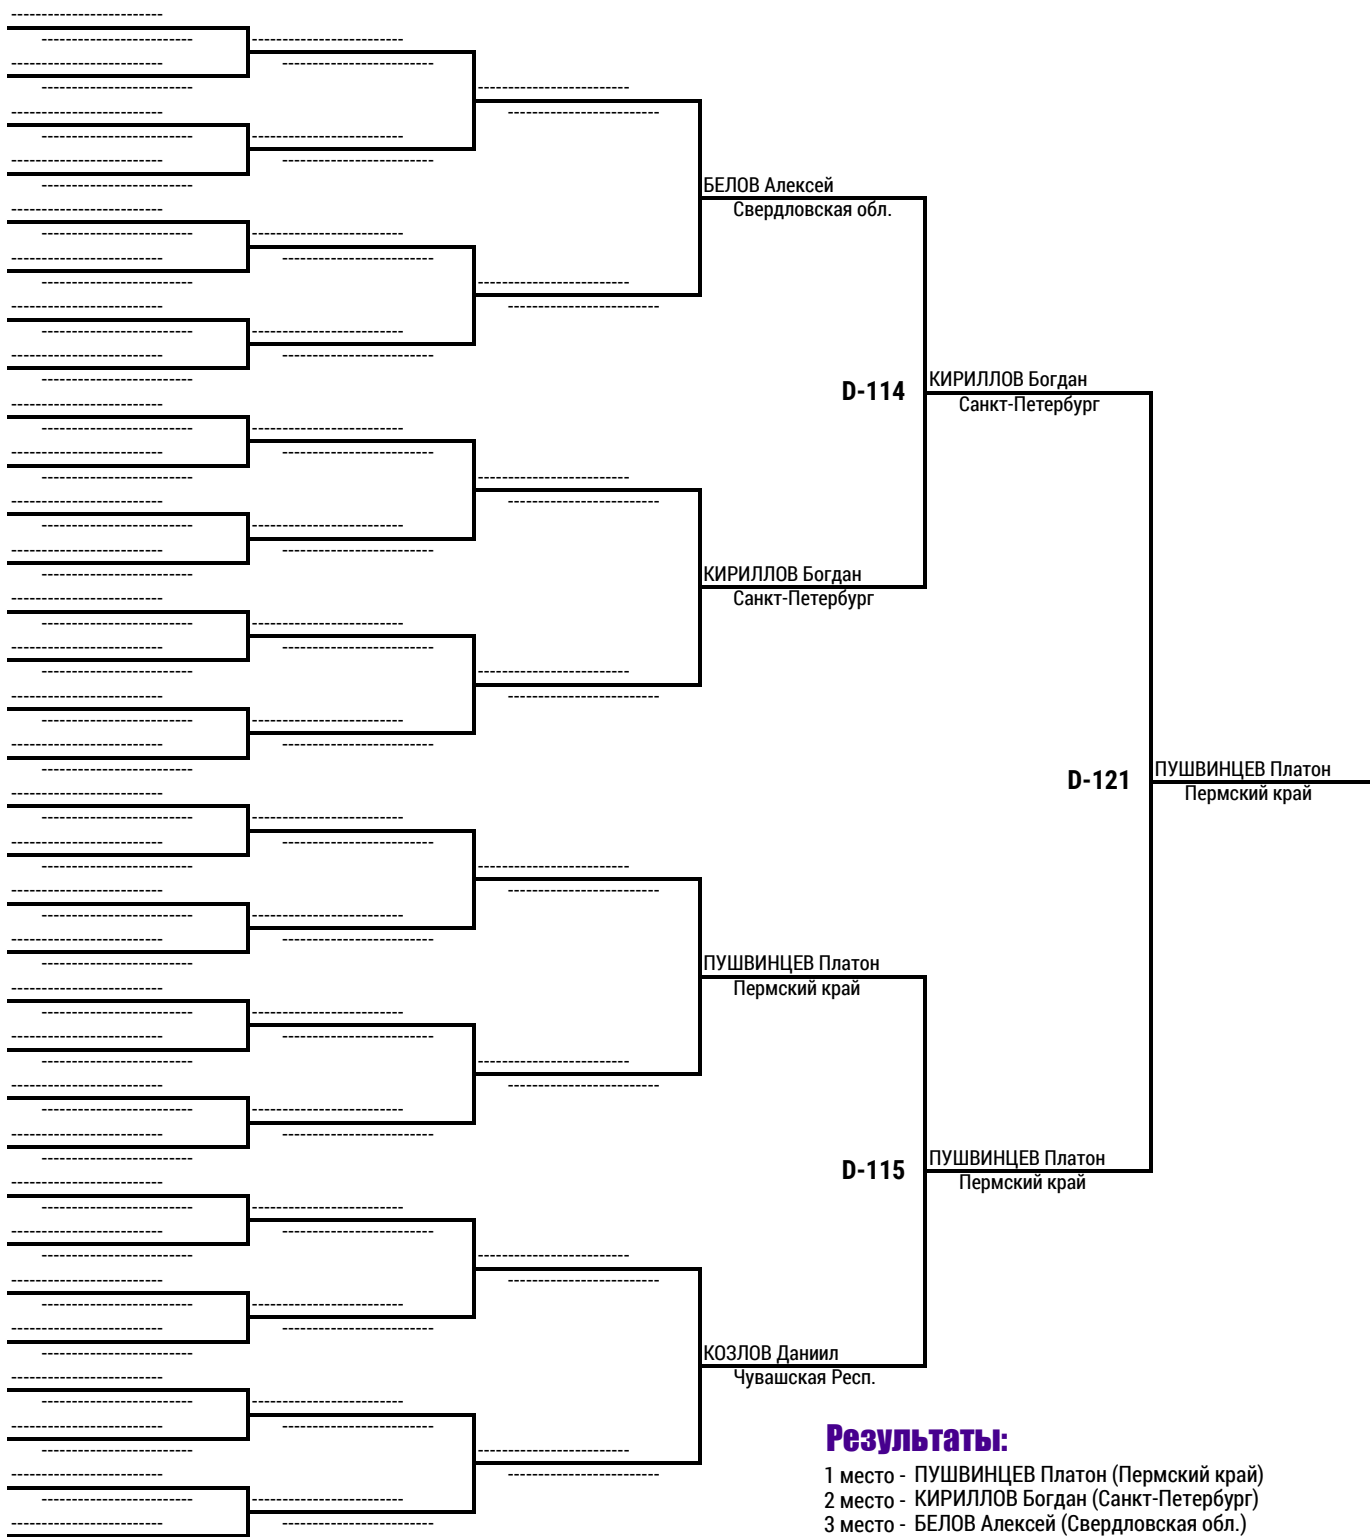 БЕЛОВ Алексей
Свердловская обл.
D-114
КИРИЛЛОВ Богдан
Санкт-Петербург
КИРИЛЛОВ Богдан
Санкт-Петербург
D-121
ПУШВИНЦЕВ Платон
Пермский край
ПУШВИНЦЕВ Платон
Пермский край
D-115
ПУШВИНЦЕВ Платон
Пермский край
КОЗЛОВ Даниил
Чувашская Респ.
Результаты:
1 место - ПУШВИНЦЕВ Платон (Пермский край)
2 место - КИРИЛЛОВ Богдан (Санкт-Петербург)
3 место - БЕЛОВ Алексей (Свердловская обл.)